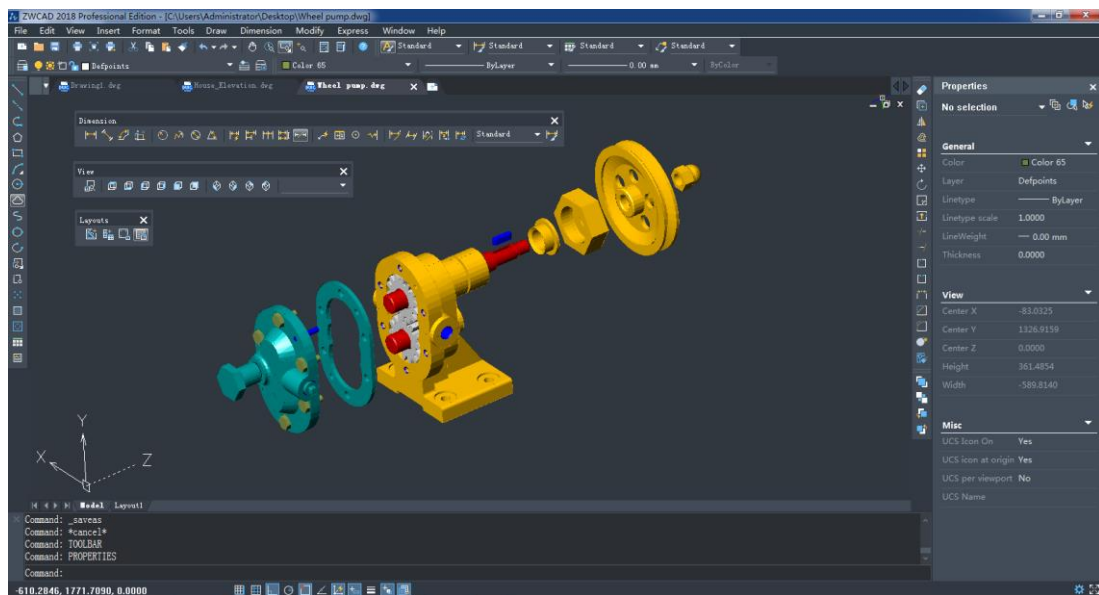 ZWCAD 2018 Professional Edition - [C:\Users\Administrator\Desktop\Wheel pump.dwg]
File Edit View Insert Format Tools Draw Dimension Modify Express Window Help
Standard Standard Standard Standard
Defpoints Color 65 ByLayer 0.00 mm ByColor
Drawing1.dwg House_Elevation.dwg Wheel pump.dwg
Dimension
Standard
View
Layouts
Y
X
Z
Model Layout1
Command: _saveas
Command: *cancel*
Command: TOOLBAR
Command: PROPERTIES
Command:
-610.2846, 1771.7090, 0.0000
Properties
No selection
General
Color Color 65
Layer Defpoints
Linetype ByLayer
Linetype scale 1.0000
LineWeight 0.00 mm
Thickness 0.0000
View
Center X -83.0325
Center Y 1326.9159
Center Z 0.0000
Height 361.4854
Width -589.8140
Misc
UCS Icon On Yes
UCS icon at origin Yes
UCS per viewport No
UCS Name